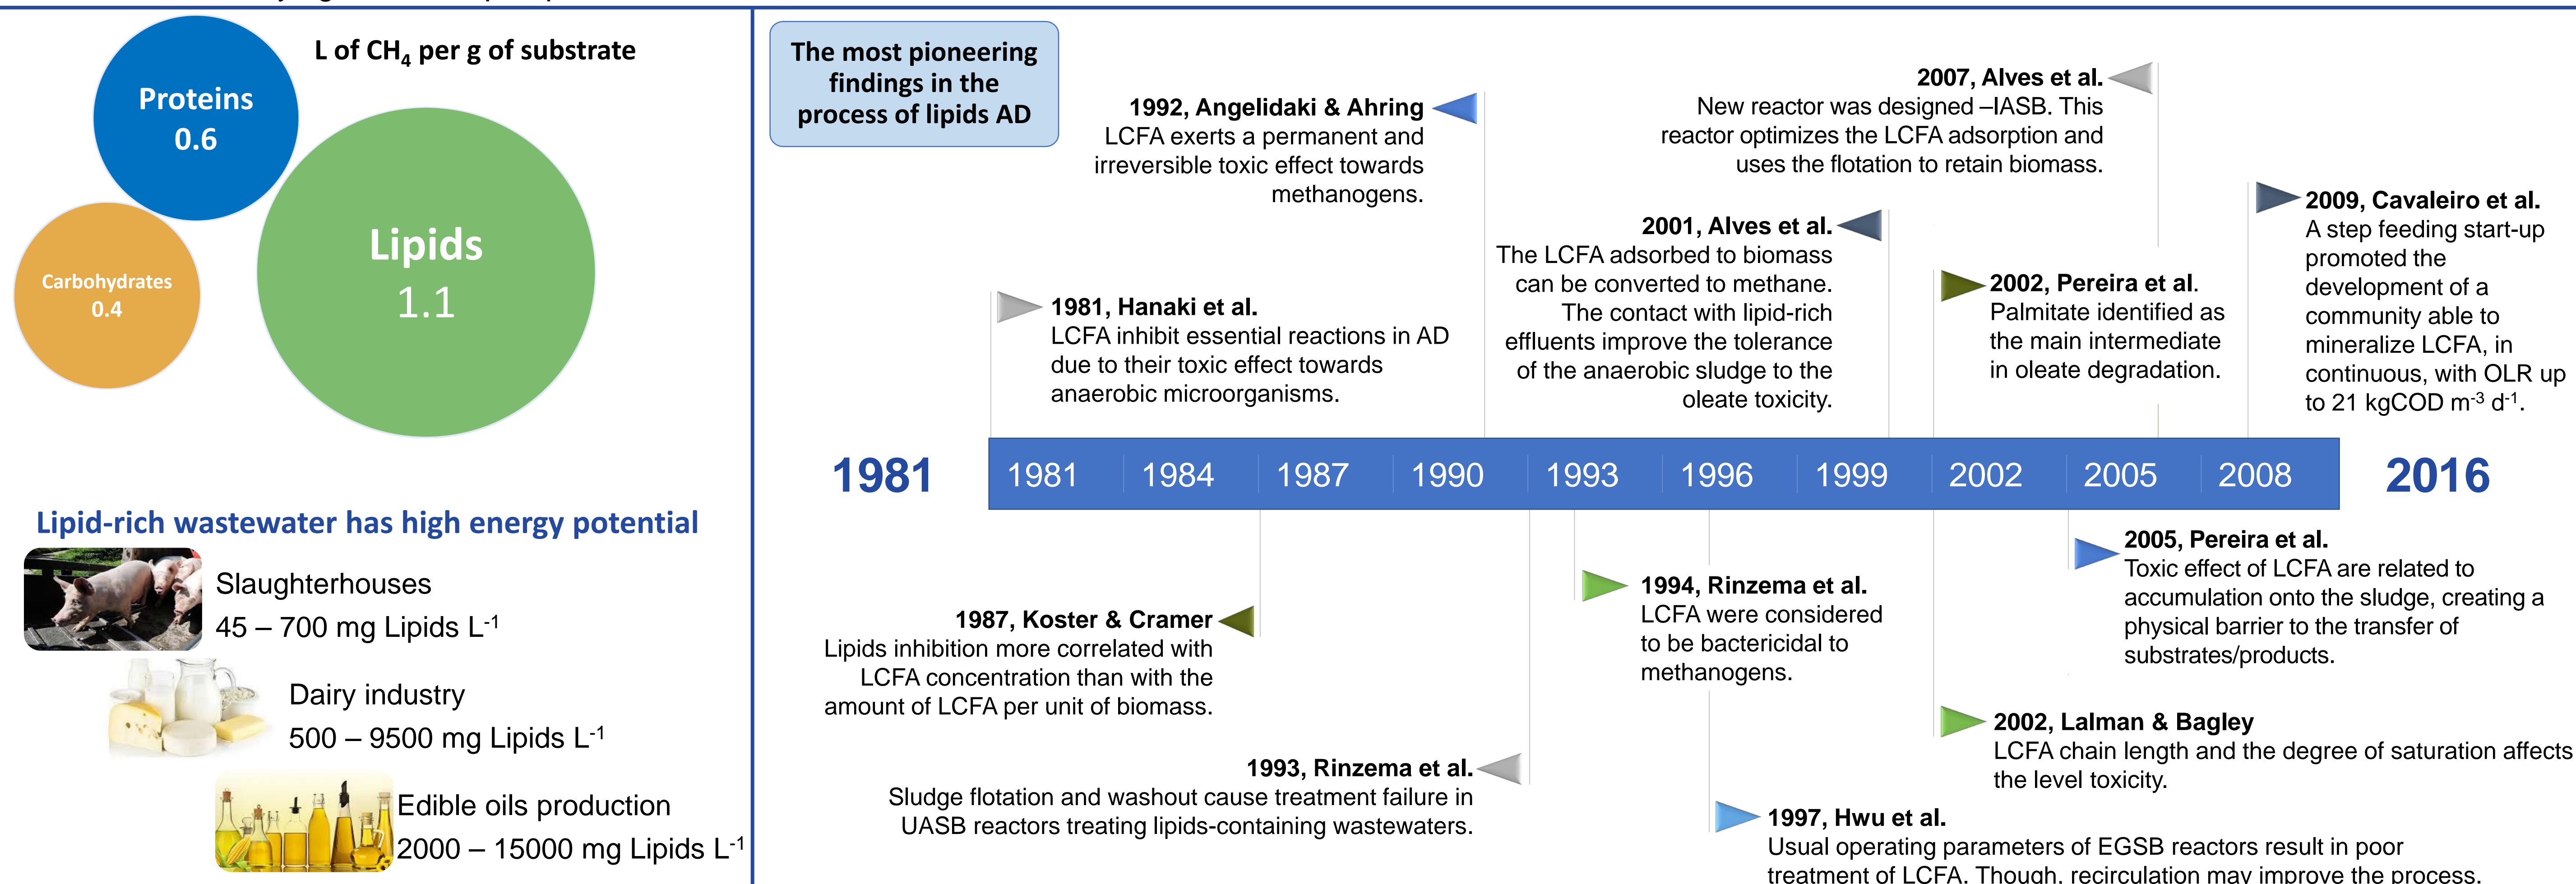 L of CH₄ per g of substrate
Proteins
0.6
Lipids
1.1
Carbohydrates
0.4
Lipid-rich wastewater has high energy potential
Slaughterhouses
45 – 700 mg Lipids L⁻¹
Dairy industry
500 – 9500 mg Lipids L⁻¹
Edible oils production
2000 – 15000 mg Lipids L⁻¹
The most pioneering
findings in the
process of lipids AD
1981, Hanaki et al.
LCFA inhibit essential reactions in AD
due to their toxic effect towards
anaerobic microorganisms.
1992, Angelidaki & Ahring
LCFA exerts a permanent and
irreversible toxic effect towards
methanogens.
2001, Alves et al.
The LCFA adsorbed to biomass
can be converted to methane.
The contact with lipid-rich
effluents improve the tolerance
of the anaerobic sludge to the
oleate toxicity.
2007, Alves et al.
New reactor was designed –IASB. This
reactor optimizes the LCFA adsorption and
uses the flotation to retain biomass.
2002, Pereira et al.
Palmitate identified as
the main intermediate
in oleate degradation.
2009, Cavaleiro et al.
A step feeding start-up
promoted the
development of a
community able to
mineralize LCFA, in
continuous, with OLR up
to 21 kgCOD m⁻³ d⁻¹.
1981
1981 1984 1987 1990 1993 1996 1999 2002 2005 2008
2016
1987, Koster & Cramer
Lipids inhibition more correlated with
LCFA concentration than with the
amount of LCFA per unit of biomass.
1993, Rinzema et al.
Sludge flotation and washout cause treatment failure in
UASB reactors treating lipids-containing wastewaters.
1994, Rinzema et al.
LCFA were considered
to be bactericidal to
methanogens.
1997, Hwu et al.
Usual operating parameters of EGSB reactors result in poor
treatment of LCFA. Though, recirculation may improve the process.
2005, Pereira et al.
Toxic effect of LCFA are related to
accumulation onto the sludge, creating a
physical barrier to the transfer of
substrates/products.
2002, Lalman & Bagley
LCFA chain length and the degree of saturation affects
the level toxicity.